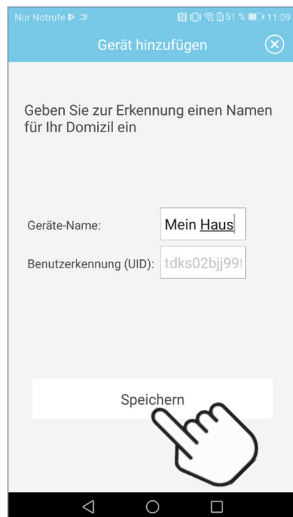 Nur Notrufe 51 % 11:09
Gerät hinzufügen
Geben Sie zur Erkennung einen Namen
für Ihr Domizil ein
Geräte-Name: Mein Haus
Benutzerkennung (UID): tdks02bjj99
Speichern